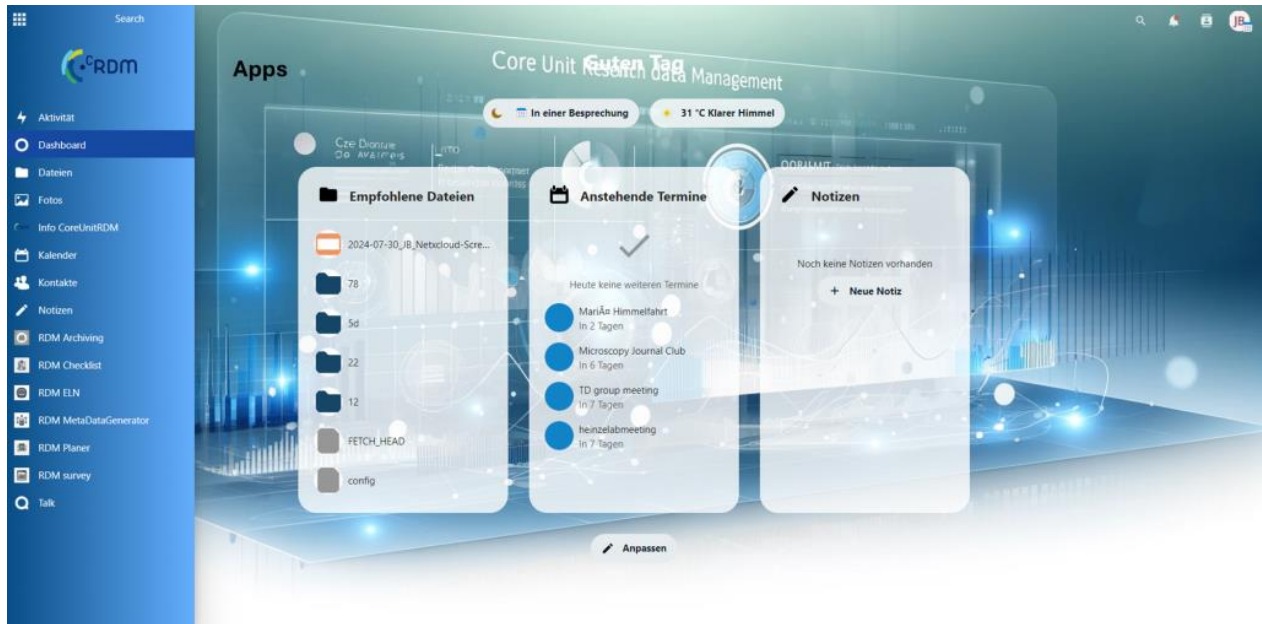 Search
cRDM
Aktivität
Dashboard
Dateien
Fotos
Info CoreUnitRDM
Kalender
Kontakte
Notizen
RDM Archiving
RDM Checklist
RDM ELN
RDM MetaDataGenerator
RDM Planer
RDM survey
Talk
JB
Apps
Core Unit Research data Management
Guten Tag
In einer Besprechung
31 °C Klarer Himmel
Empfohlene Dateien
2024-07-30_JB_Netxcloud-Scre...
78
5d
22
12
FETCH_HEAD
config
Anstehende Termine
Heute keine weiteren Termine
MariÃ¤ Himmelfahrt
In 2 Tagen
Microscopy Journal Club
In 6 Tagen
TD group meeting
In 7 Tagen
heinzelabmeeting
In 7 Tagen
Notizen
Noch keine Notizen vorhanden
+ Neue Notiz
Anpassen